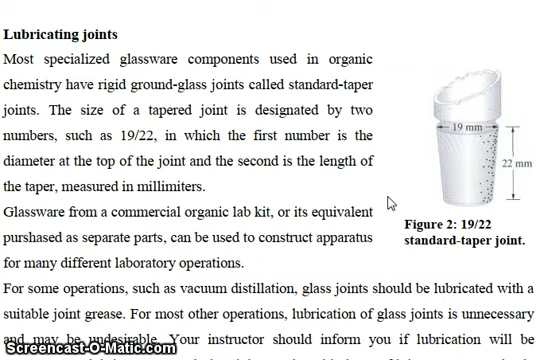 Lubricating joints
Most specialized glassware components used in organic
chemistry have rigid ground-glass joints called standard-taper
joints. The size of a tapered joint is designated by two
numbers, such as 19/22, in which the first number is the
diameter at the top of the joint and the second is the length of
the taper, measured in millimiters.
19 mm
22 mm
Figure 2: 19/22
standard-taper joint.
Glassware from a commercial organic lab kit, or its equivalent
purshased as separate parts, can be used to construct apparatus
for many different laboratory operations.
For some operations, such as vacuum distillation, glass joints should be lubricated with a
suitable joint grease. For most other operations, lubrication of glass joints is unnecessary
and may be undesirable. Your instructor should inform you if lubrication will be
Screencast-O-Matic.com